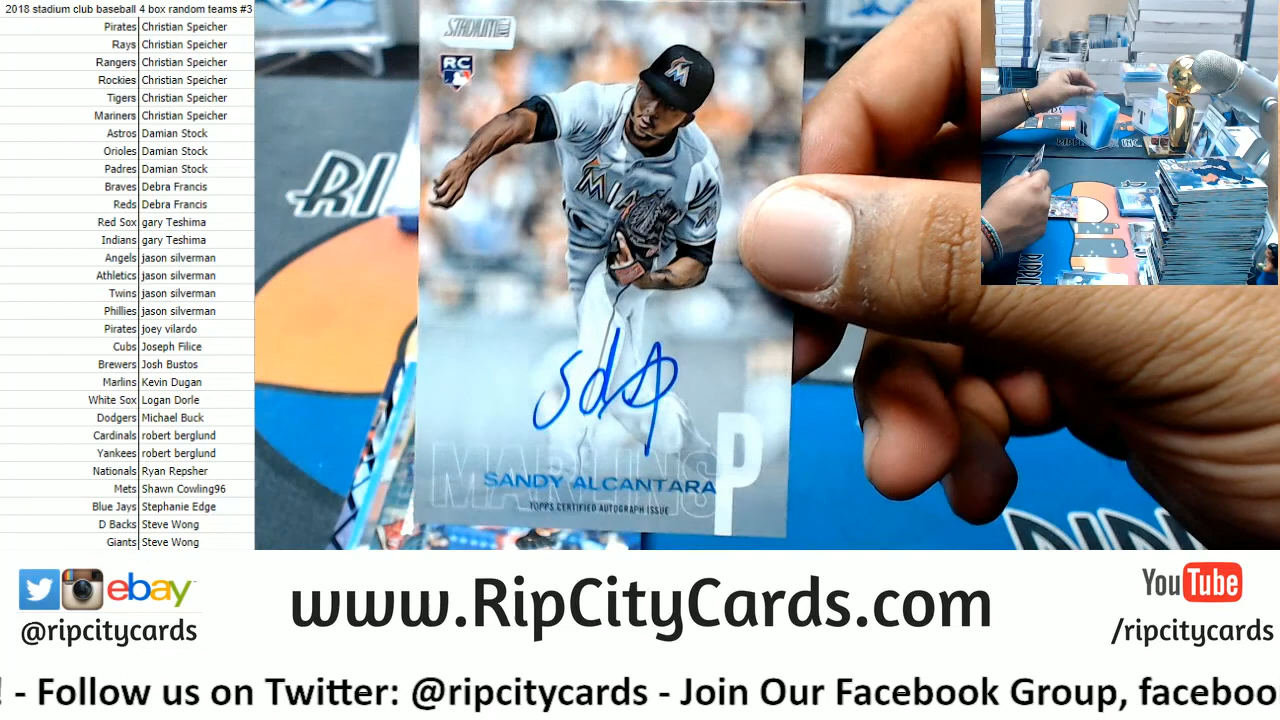 2018 stadium club baseball 4 box random teams #3
Pirates Christian Speicher
Rays Christian Speicher
Rangers Christian Speicher
Rockies Christian Speicher
Tigers Christian Speicher
Mariners Christian Speicher
Astros Damian Stock
Orioles Damian Stock
Padres Damian Stock
Braves Debra Francis
Reds Debra Francis
Red Sox gary Teshima
Indians gary Teshima
Angels jason silverman
Athletics jason silverman
Twins jason silverman
Phillies jason silverman
Pirates joey vilardo
Cubs Joseph Filice
Brewers Josh Bustos
Marlins Kevin Dugan
White Sox Logan Dorle
Dodgers Michael Buck
Cardinals robert berglund
Yankees robert berglund
Nationals Ryan Repsher
Mets Shawn Cowling96
Blue Jays Stephanie Edge
D Backs Steve Wong
Giants Steve Wong
STADIUM
RC
MIAMI
MARLINS P
SANDY ALCANTARA
TOPPS CERTIFIED AUTOGRAPH ISSUE
RI
R T
ebay
@ripcitycards
www.RipCityCards.com
YouTube
/ripcitycards
! - Follow us on Twitter: @ripcitycards - Join Our Facebook Group, faceboo